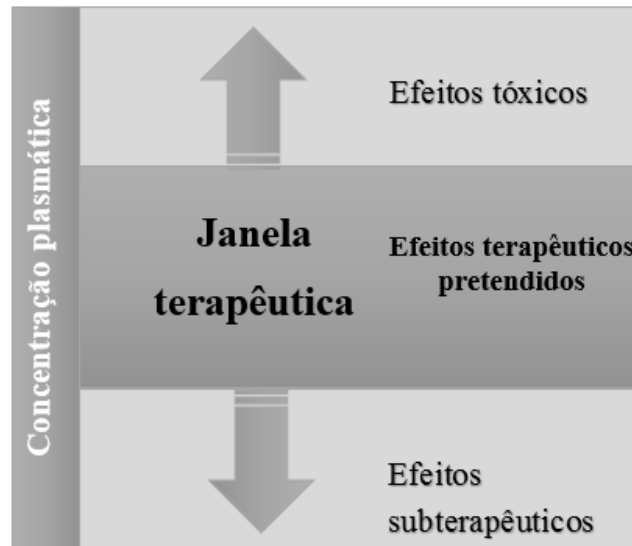 Concentração plasmática
Efeitos tóxicos
Janela
terapêutica
Efeitos terapêuticos
pretendidos
Efeitos
subterapêuticos